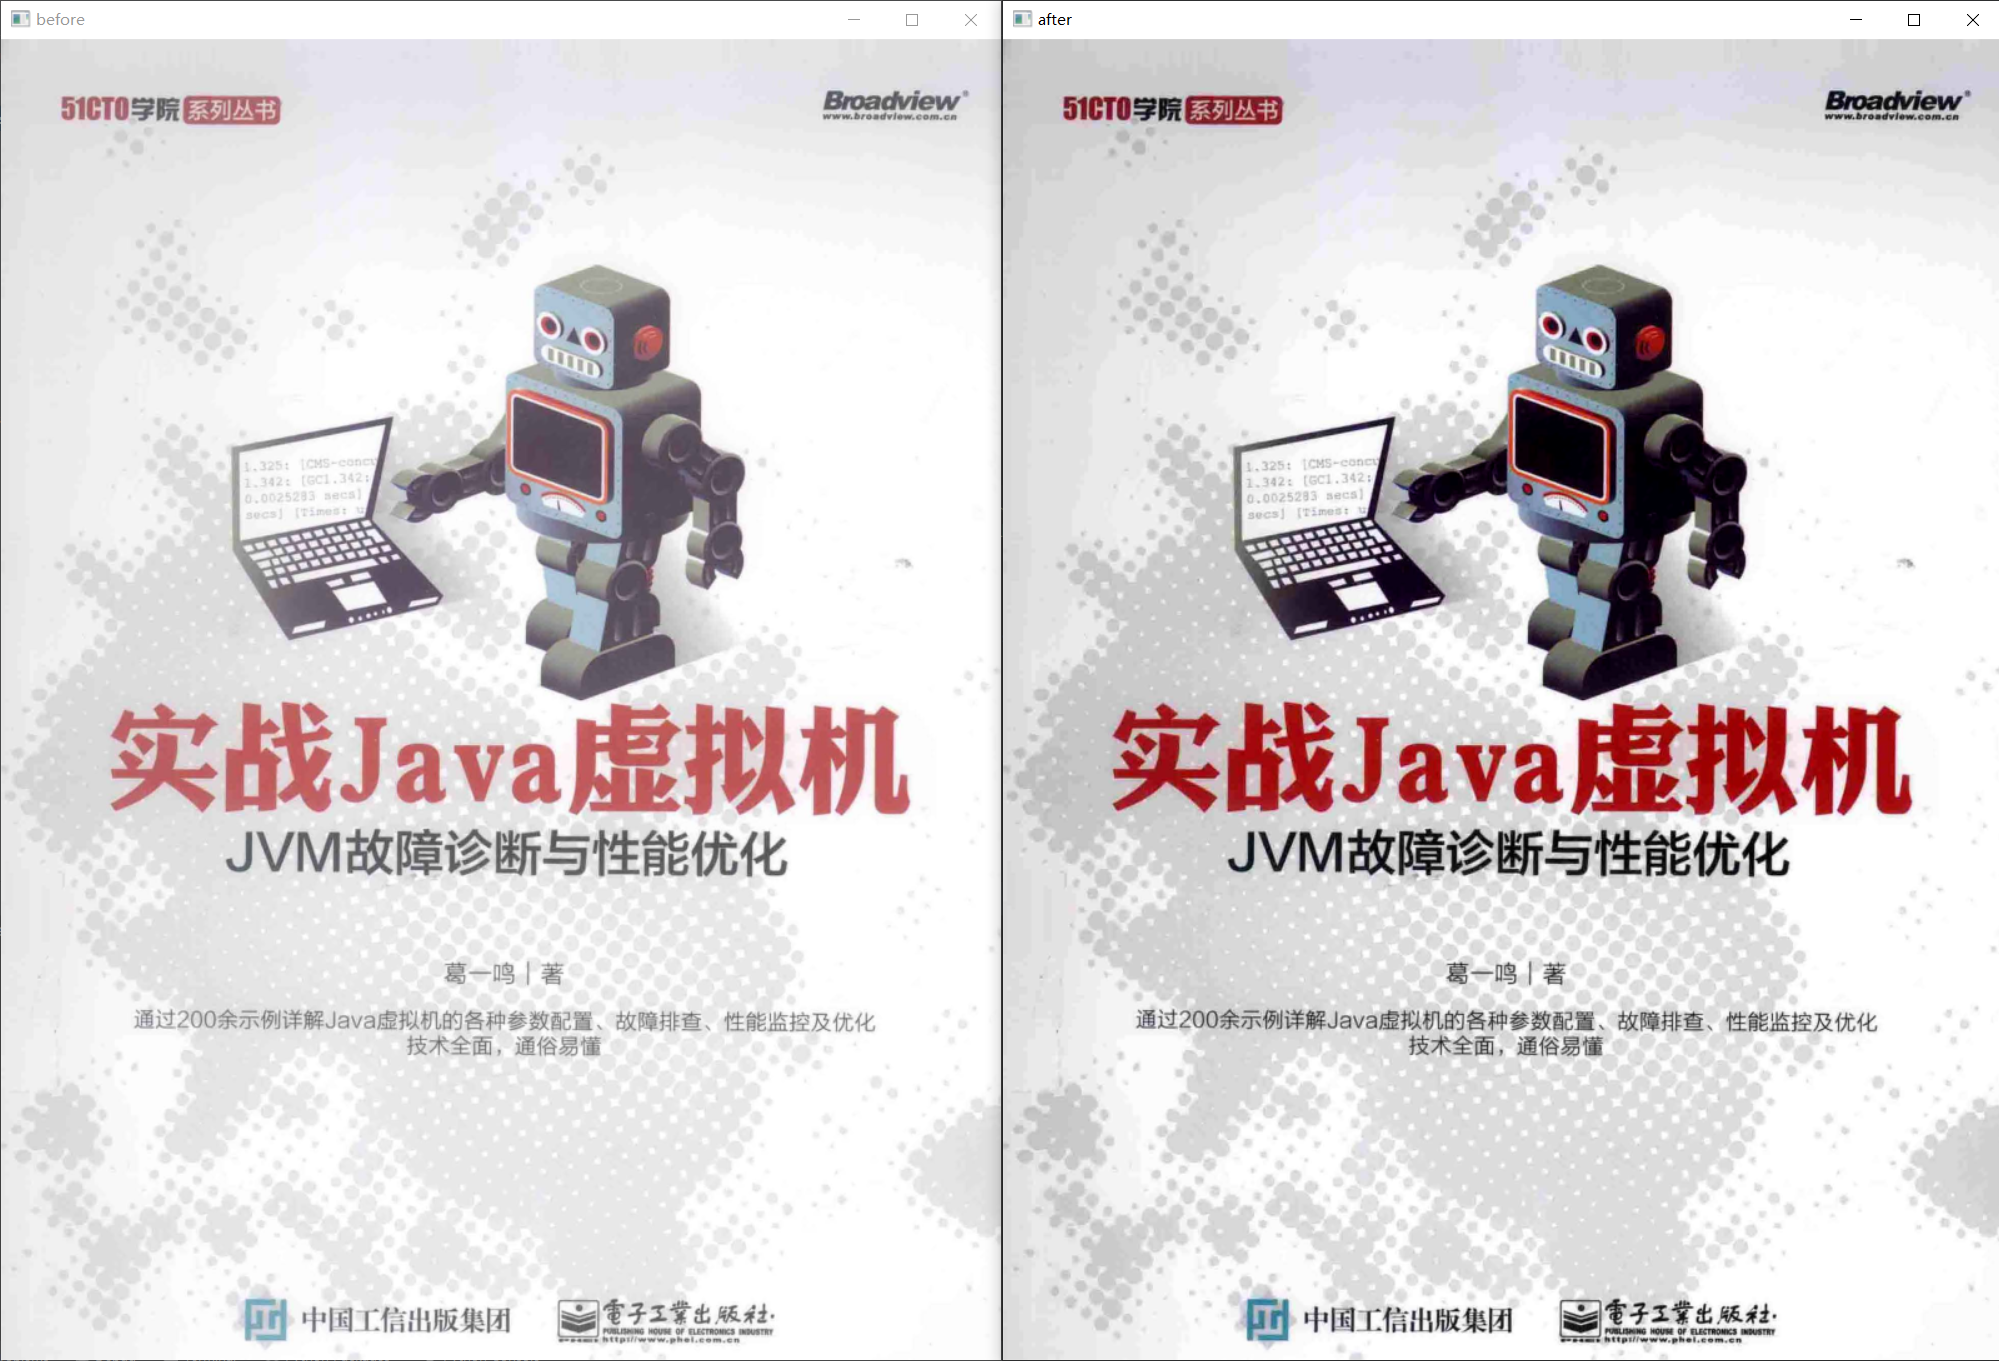 before
51CTO学院 系列丛书
Broadview®
www.broadview.com.cn
1.325: [CMS-concu
1.342: [GC1.342:
0.0025283 secs]
secs] [Times: u
实战Java虚拟机
JVM故障诊断与性能优化
葛一鸣｜著
通过200余示例详解Java虚拟机的各种参数配置、故障排查、性能监控及优化
技术全面，通俗易懂
中国工信出版集团
電子工業出版社·
PUBLISHING HOUSE OF ELECTRONICS INDUSTRY
http://www.phei.com.cn
after
51CTO学院 系列丛书
Broadview®
www.broadview.com.cn
1.325: [CMS-concu
1.342: [GC1.342:
0.0025283 secs]
secs] [Times: u
实战Java虚拟机
JVM故障诊断与性能优化
葛一鸣｜著
通过200余示例详解Java虚拟机的各种参数配置、故障排查、性能监控及优化
技术全面，通俗易懂
中国工信出版集团
電子工業出版社·
PUBLISHING HOUSE OF ELECTRONICS INDUSTRY
http://www.phei.com.cn